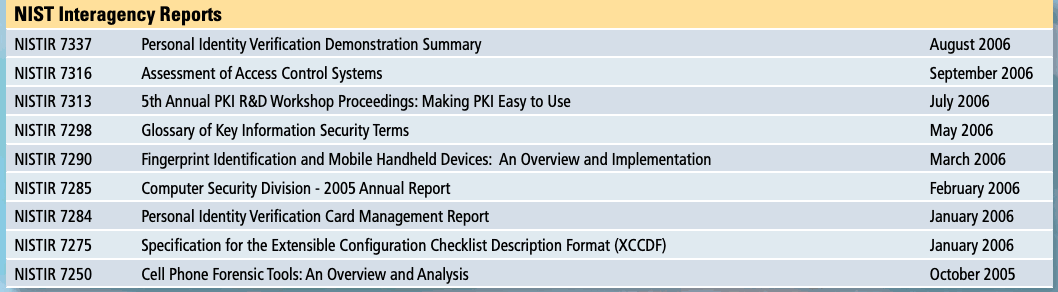 NIST Interagency Reports
NISTIR 7337 Personal Identity Verification Demonstration Summary August 2006
NISTIR 7316 Assessment of Access Control Systems September 2006
NISTIR 7313 5th Annual PKI R&D Workshop Proceedings: Making PKI Easy to Use July 2006
NISTIR 7298 Glossary of Key Information Security Terms May 2006
NISTIR 7290 Fingerprint Identification and Mobile Handheld Devices: An Overview and Implementation March 2006
NISTIR 7285 Computer Security Division - 2005 Annual Report February 2006
NISTIR 7284 Personal Identity Verification Card Management Report January 2006
NISTIR 7275 Specification for the Extensible Configuration Checklist Description Format (XCCDF) January 2006
NISTIR 7250 Cell Phone Forensic Tools: An Overview and Analysis October 2005